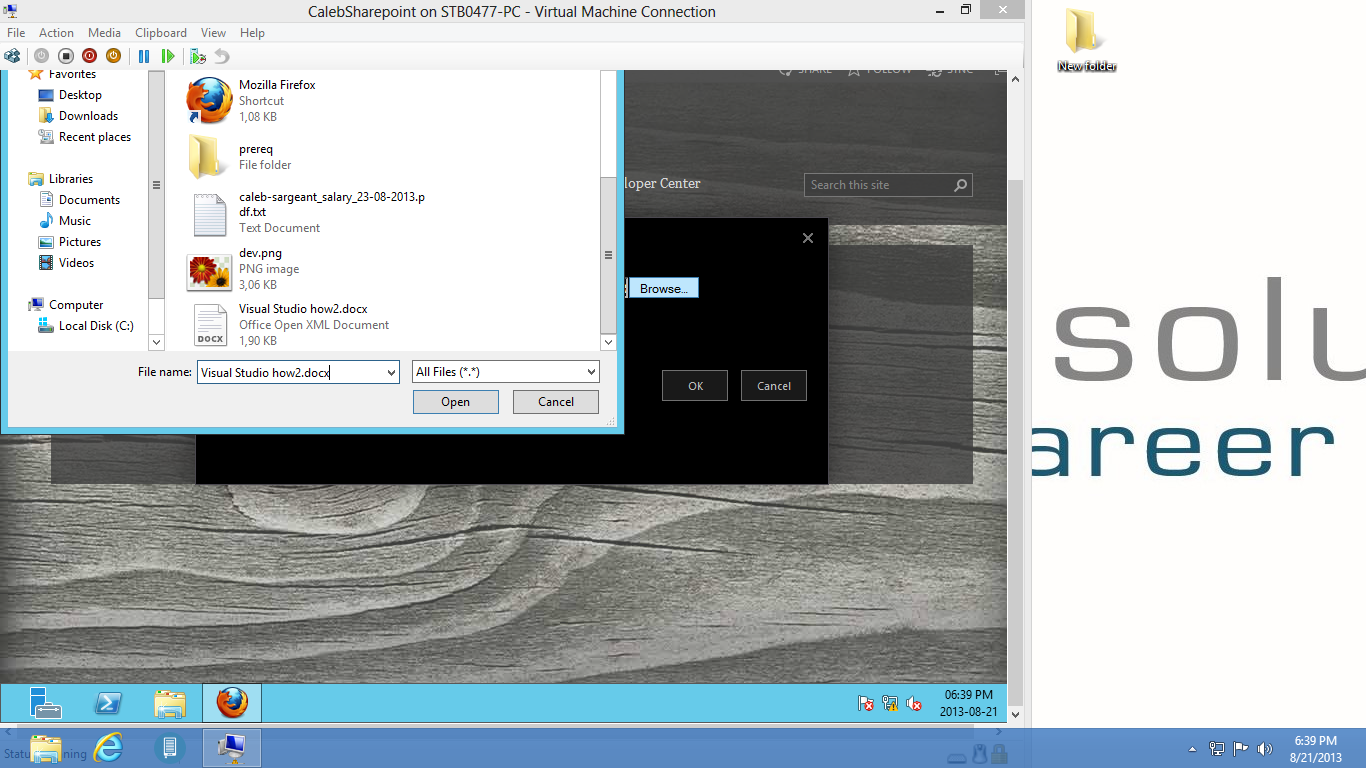 CalebSharepoint on STB0477-PC - Virtual Machine Connection
File Action Media Clipboard View Help
New folder
Favorites
Desktop
Downloads
Recent places
Libraries
Documents
Music
Pictures
Videos
Computer
Local Disk (C:)
Mozilla Firefox
Shortcut
1,08 KB
prereq
File folder
caleb-sargeant_salary_23-08-2013.p
df.txt
Text Document
dev.png
PNG image
3,06 KB
Visual Studio how2.docx
Office Open XML Document
1,90 KB
DOCX
File name: Visual Studio how2.docx
All Files (*.*)
Open Cancel
SHARE FOLLOW SYNC
loper Center
Search this site
Browse...
OK Cancel
solu
areer
06:39 PM
2013-08-21
6:39 PM
8/21/2013